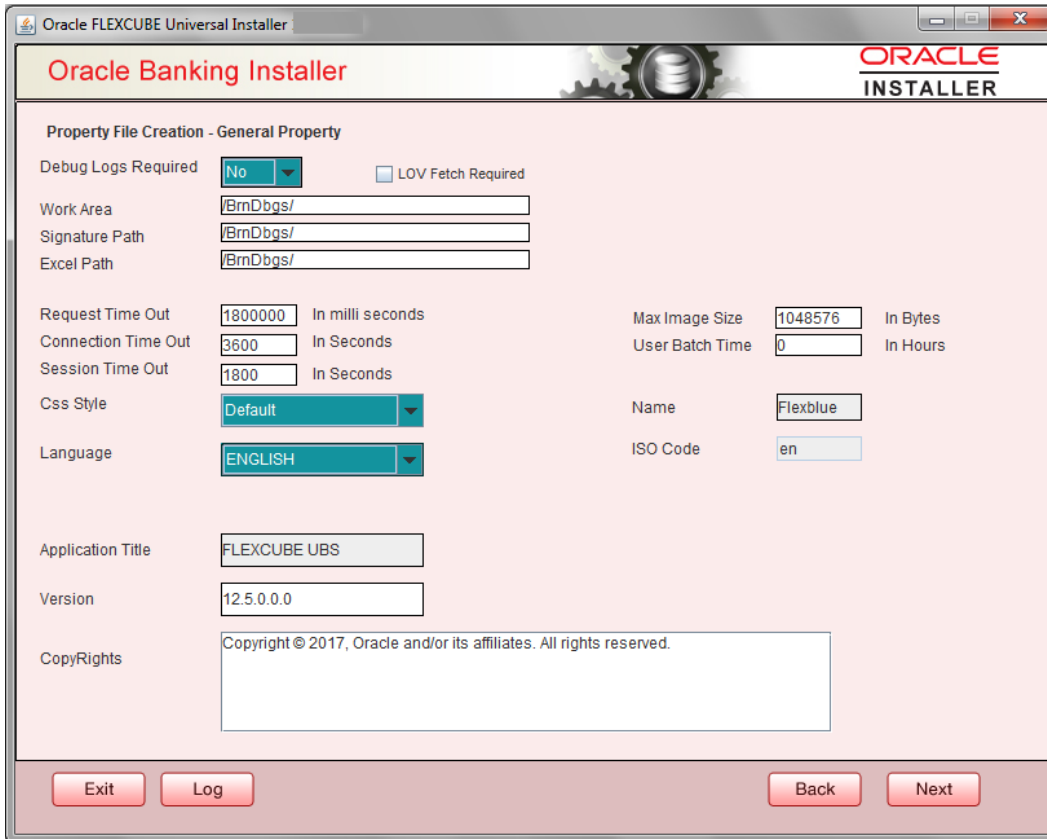 Oracle FLEXCUBE Universal Installer
Oracle Banking Installer
ORACLE
INSTALLER
Property File Creation - General Property
Debug Logs Required No LOV Fetch Required
Work Area /BrnDbgs/
Signature Path /BrnDbgs/
Excel Path /BrnDbgs/
Request Time Out 1800000 In milli seconds Max Image Size 1048576 In Bytes
Connection Time Out 3600 In Seconds User Batch Time 0 In Hours
Session Time Out 1800 In Seconds
Css Style Default Name Flexblue
Language ENGLISH ISO Code en
Application Title FLEXCUBE UBS
Version 12.5.0.0.0
CopyRights Copyright © 2017, Oracle and/or its affiliates. All rights reserved.
Exit Log Back Next